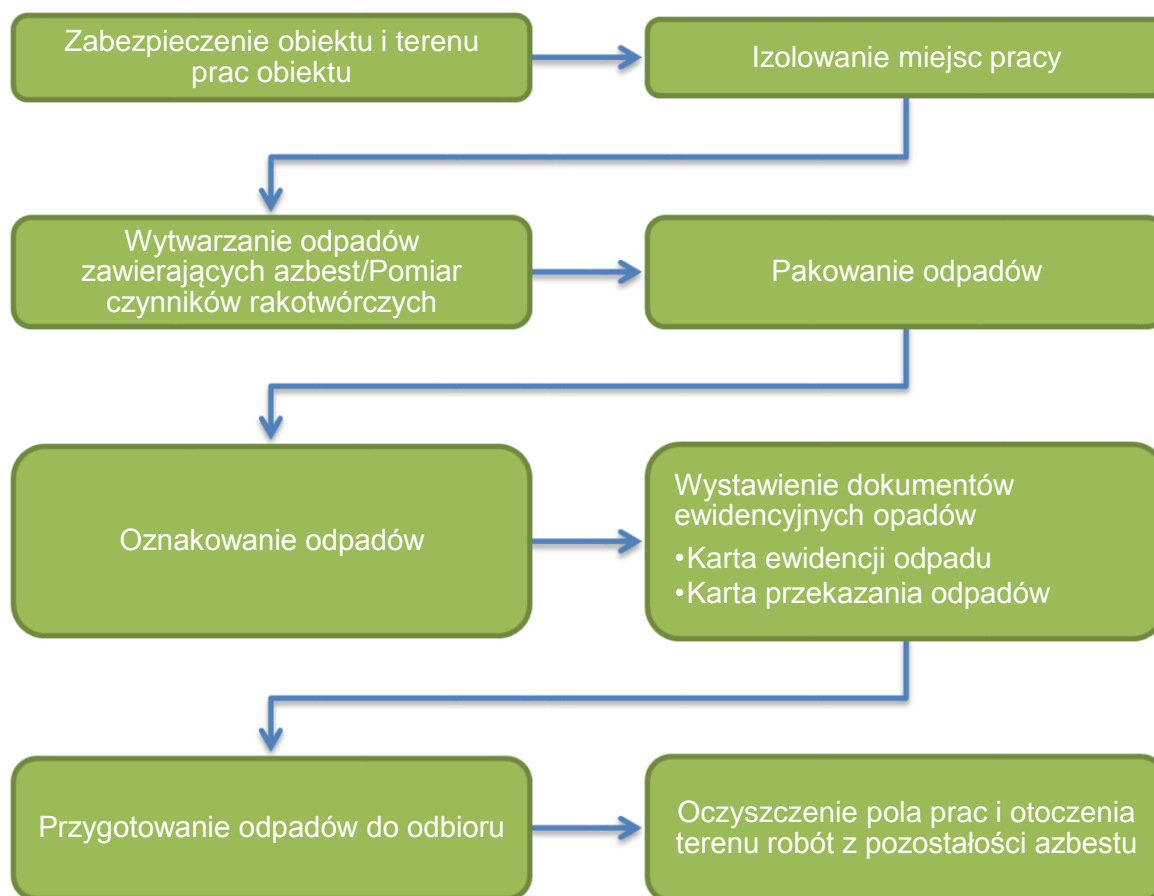 Zabezpieczenie obiektu i terenu
prac obiektu
Izolowanie miejsc pracy
Wytwarzanie odpadów
zawierających azbest/Pomiar
czynników rakotwórczych
Pakowanie odpadów
Oznakowanie odpadów
Wystawienie dokumentów
ewidencyjnych opadów
•Karta ewidencji odpadu
•Karta przekazania odpadów
Przygotowanie odpadów do odbioru
Oczyszczenie pola prac i otoczenia
terenu robót z pozostałości azbestu